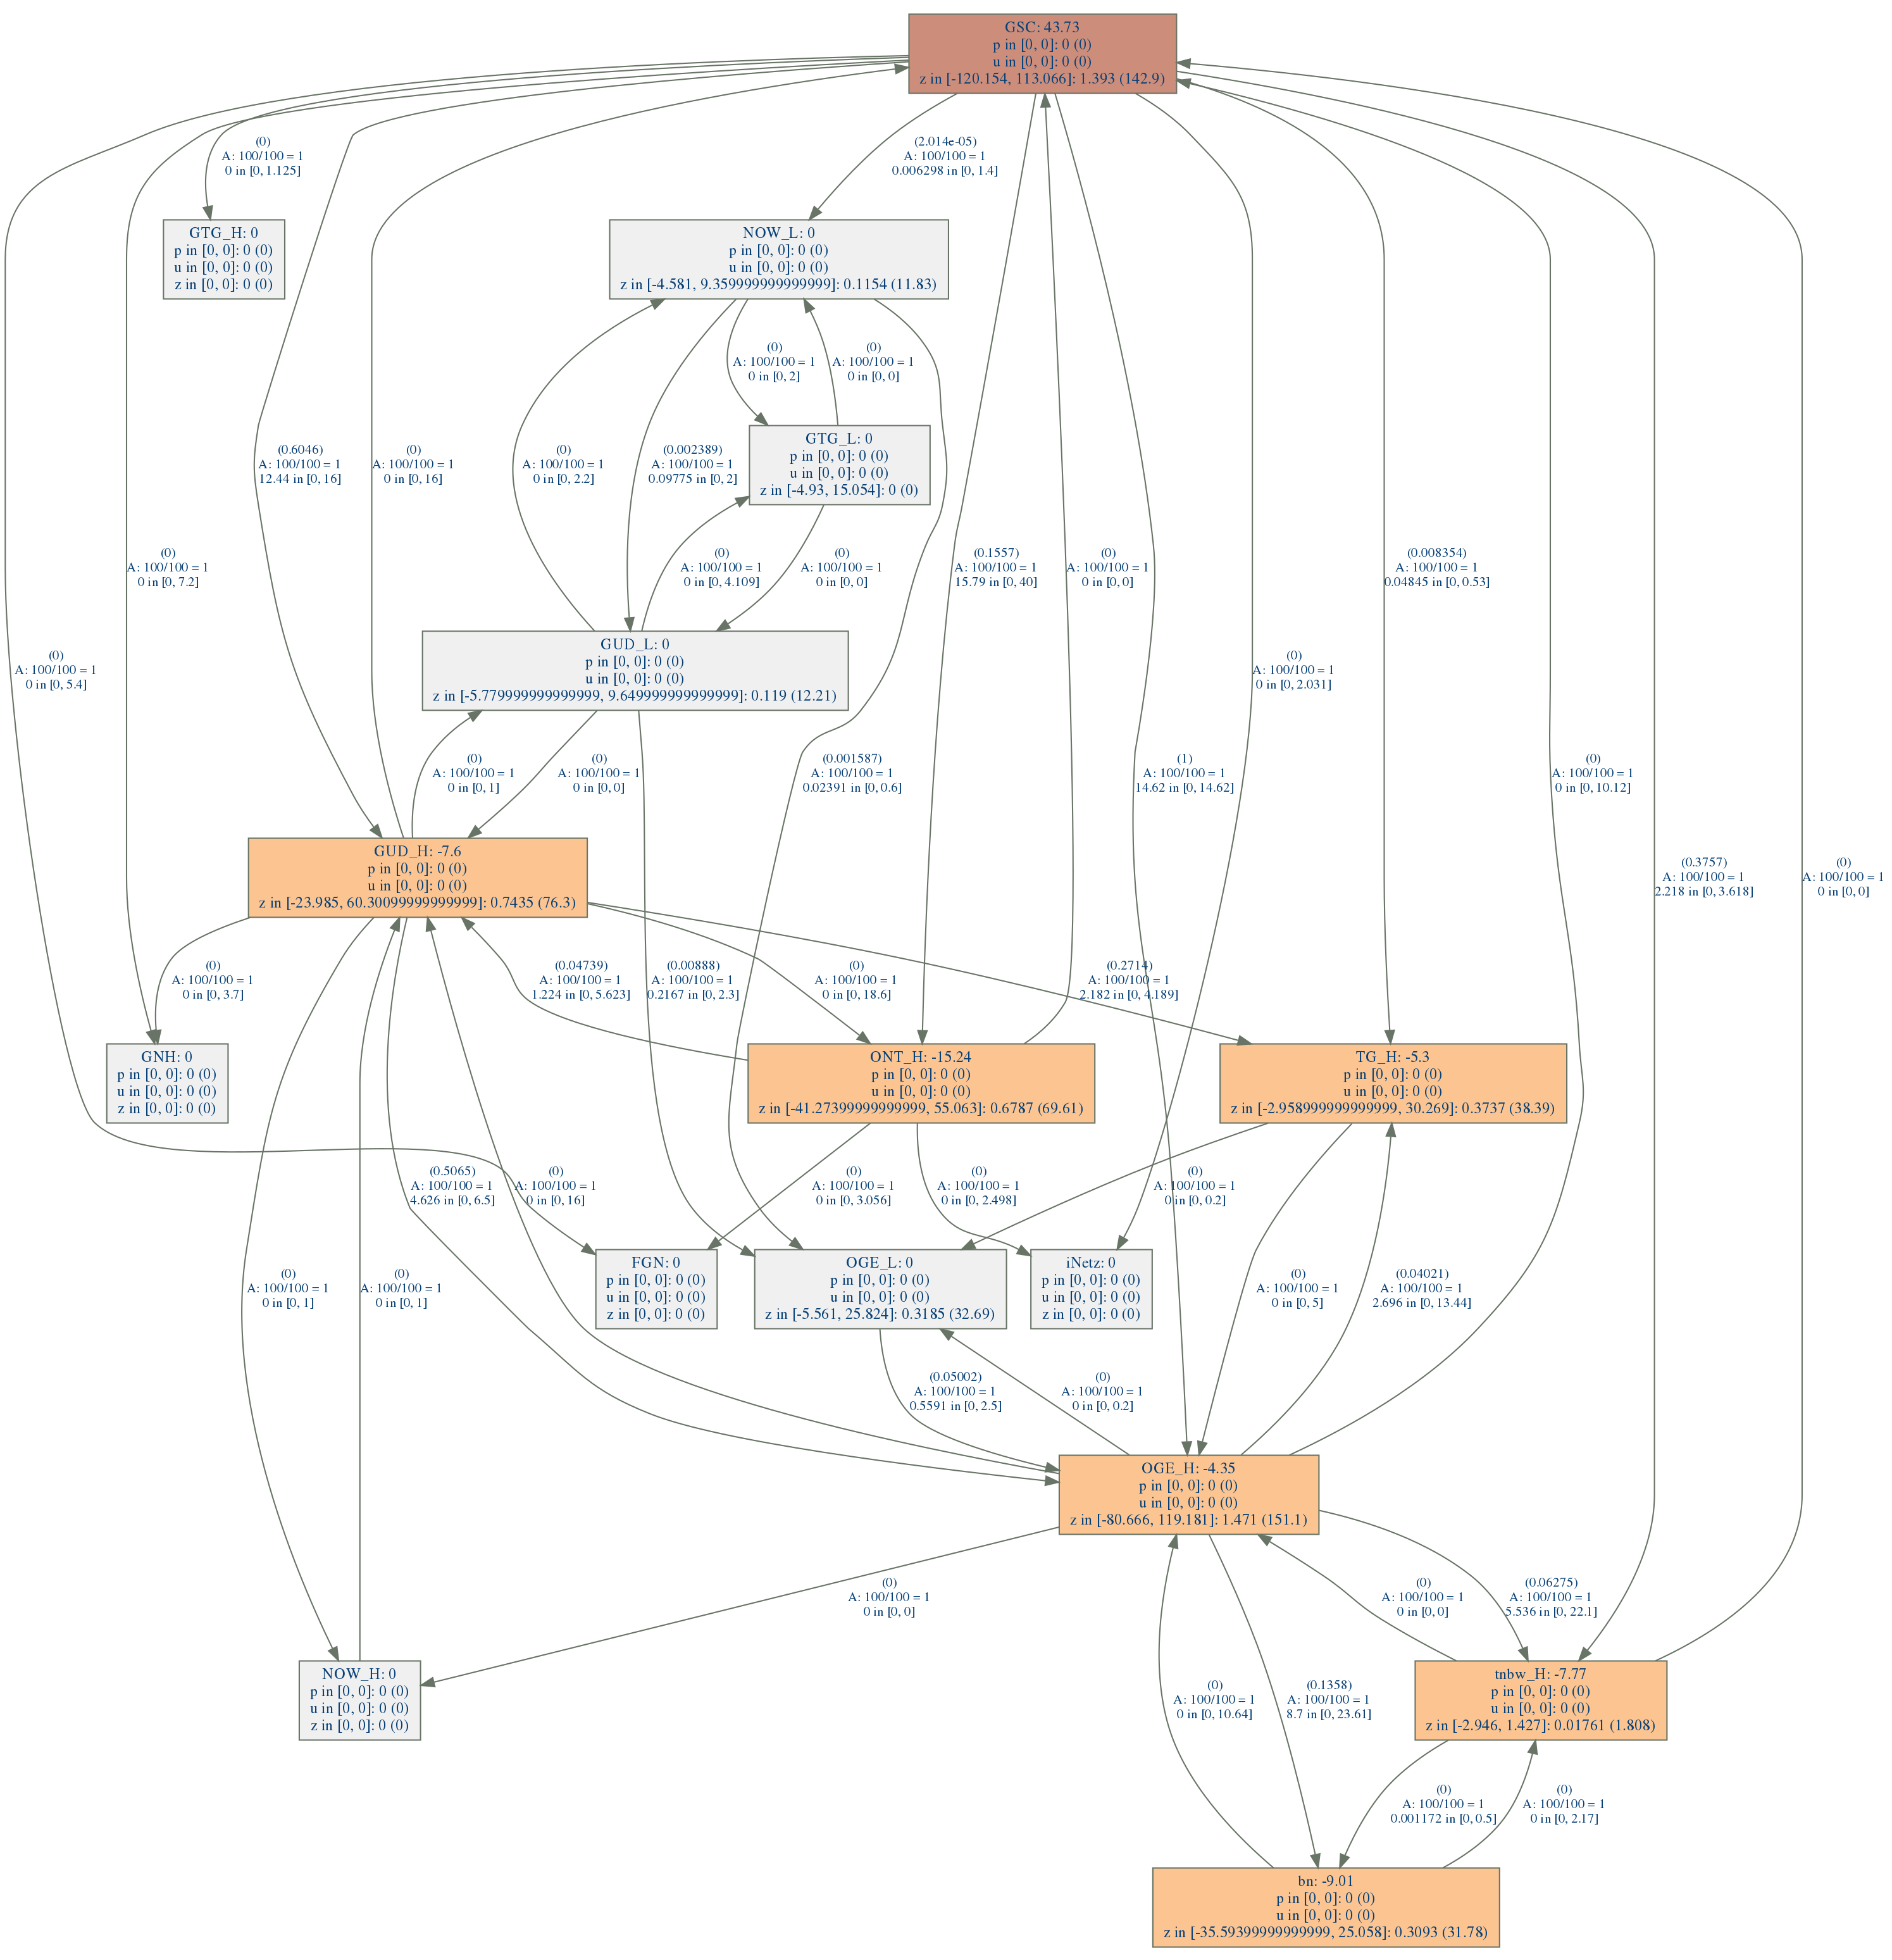 GSC: 43.73
p in [0, 0]: 0 (0)
u in [0, 0]: 0 (0)
z in [-120.154, 113.066]: 1.393 (142.9)
(0)
A: 100/100 = 1
0 in [0, 1.125]
(2.014e-05)
A: 100/100 = 1
0.006298 in [0, 1.4]
GTG_H: 0
p in [0, 0]: 0 (0)
u in [0, 0]: 0 (0)
z in [0, 0]: 0 (0)
NOW_L: 0
p in [0, 0]: 0 (0)
u in [0, 0]: 0 (0)
z in [-4.581, 9.359999999999999]: 0.1154 (11.83)
(0)
A: 100/100 = 1
0 in [0, 2]
(0)
A: 100/100 = 1
0 in [0, 0]
(0.6046)
A: 100/100 = 1
12.44 in [0, 16]
(0)
A: 100/100 = 1
0 in [0, 16]
(0)
A: 100/100 = 1
0 in [0, 2.2]
(0.002389)
A: 100/100 = 1
0.09775 in [0, 2]
GTG_L: 0
p in [0, 0]: 0 (0)
u in [0, 0]: 0 (0)
z in [-4.93, 15.054]: 0 (0)
(0)
A: 100/100 = 1
0 in [0, 7.2]
(0)
A: 100/100 = 1
0 in [0, 4.109]
(0)
A: 100/100 = 1
0 in [0, 0]
(0.1557)
A: 100/100 = 1
15.79 in [0, 40]
(0)
A: 100/100 = 1
0 in [0, 0]
(0.008354)
A: 100/100 = 1
0.04845 in [0, 0.53]
(0)
A: 100/100 = 1
0 in [0, 5.4]
GUD_L: 0
p in [0, 0]: 0 (0)
u in [0, 0]: 0 (0)
z in [-5.779999999999999, 9.649999999999999]: 0.119 (12.21)
(0)
A: 100/100 = 1
0 in [0, 2.031]
(0)
A: 100/100 = 1
0 in [0, 1]
(0)
A: 100/100 = 1
0 in [0, 0]
(0.001587)
A: 100/100 = 1
0.02391 in [0, 0.6]
(1)
A: 100/100 = 1
14.62 in [0, 14.62]
(0)
A: 100/100 = 1
0 in [0, 10.12]
GUD_H: -7.6
p in [0, 0]: 0 (0)
u in [0, 0]: 0 (0)
z in [-23.985, 60.30099999999999]: 0.7435 (76.3)
(0.3757)
A: 100/100 = 1
2.218 in [0, 3.618]
(0)
A: 100/100 = 1
0 in [0, 0]
(0)
A: 100/100 = 1
0 in [0, 3.7]
(0.04739)
A: 100/100 = 1
1.224 in [0, 5.623]
(0.00888)
A: 100/100 = 1
0.2167 in [0, 2.3]
(0)
A: 100/100 = 1
0 in [0, 18.6]
(0.2714)
A: 100/100 = 1
2.182 in [0, 4.189]
GNH: 0
p in [0, 0]: 0 (0)
u in [0, 0]: 0 (0)
z in [0, 0]: 0 (0)
ONT_H: -15.24
p in [0, 0]: 0 (0)
u in [0, 0]: 0 (0)
z in [-41.27399999999999, 55.063]: 0.6787 (69.61)
TG_H: -5.3
p in [0, 0]: 0 (0)
u in [0, 0]: 0 (0)
z in [-2.958999999999999, 30.269]: 0.3737 (38.39)
(0.5065)
A: 100/100 = 1
4.626 in [0, 6.5]
(0)
A: 100/100 = 1
0 in [0, 16]
(0)
A: 100/100 = 1
0 in [0, 3.056]
(0)
A: 100/100 = 1
0 in [0, 2.498]
(0)
A: 100/100 = 1
0 in [0, 0.2]
(0)
A: 100/100 = 1
0 in [0, 1]
(0)
A: 100/100 = 1
0 in [0, 1]
FGN: 0
p in [0, 0]: 0 (0)
u in [0, 0]: 0 (0)
z in [0, 0]: 0 (0)
OGE_L: 0
p in [0, 0]: 0 (0)
u in [0, 0]: 0 (0)
z in [-5.561, 25.824]: 0.3185 (32.69)
iNetz: 0
p in [0, 0]: 0 (0)
u in [0, 0]: 0 (0)
z in [0, 0]: 0 (0)
(0)
A: 100/100 = 1
0 in [0, 5]
(0.04021)
A: 100/100 = 1
2.696 in [0, 13.44]
(0.05002)
A: 100/100 = 1
0.5591 in [0, 2.5]
(0)
A: 100/100 = 1
0 in [0, 0.2]
OGE_H: -4.35
p in [0, 0]: 0 (0)
u in [0, 0]: 0 (0)
z in [-80.666, 119.181]: 1.471 (151.1)
(0)
A: 100/100 = 1
0 in [0, 0]
(0)
A: 100/100 = 1
0 in [0, 0]
(0.06275)
A: 100/100 = 1
5.536 in [0, 22.1]
NOW_H: 0
p in [0, 0]: 0 (0)
u in [0, 0]: 0 (0)
z in [0, 0]: 0 (0)
(0)
A: 100/100 = 1
0 in [0, 10.64]
(0.1358)
A: 100/100 = 1
8.7 in [0, 23.61]
tnbw_H: -7.77
p in [0, 0]: 0 (0)
u in [0, 0]: 0 (0)
z in [-2.946, 1.427]: 0.01761 (1.808)
(0)
A: 100/100 = 1
0.001172 in [0, 0.5]
(0)
A: 100/100 = 1
0 in [0, 2.17]
bn: -9.01
p in [0, 0]: 0 (0)
u in [0, 0]: 0 (0)
z in [-35.59399999999999, 25.058]: 0.3093 (31.78)